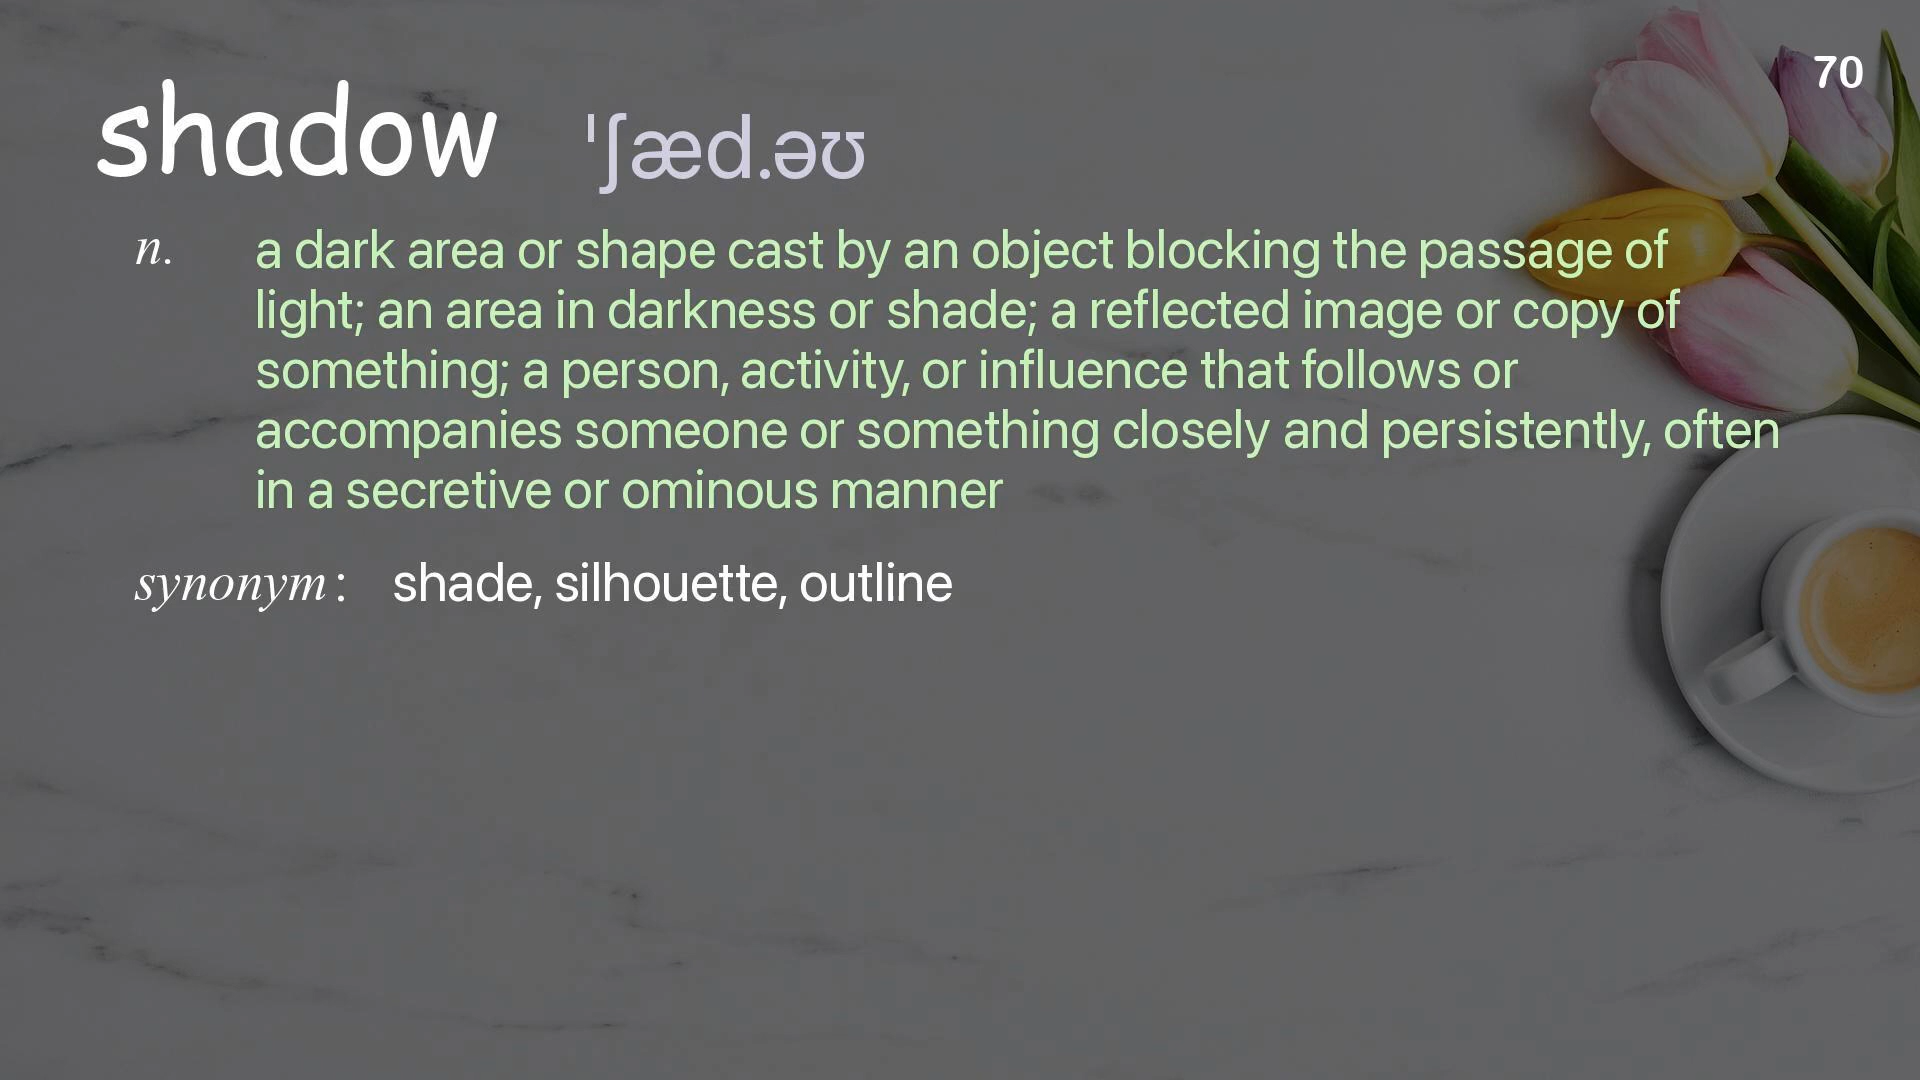 70
shadow ˈʃæd.əʊ
n. a dark area or shape cast by an object blocking the passage of
light; an area in darkness or shade; a reflected image or copy of
something; a person, activity, or influence that follows or
accompanies someone or something closely and persistently, often
in a secretive or ominous manner
synonym: shade, silhouette, outline